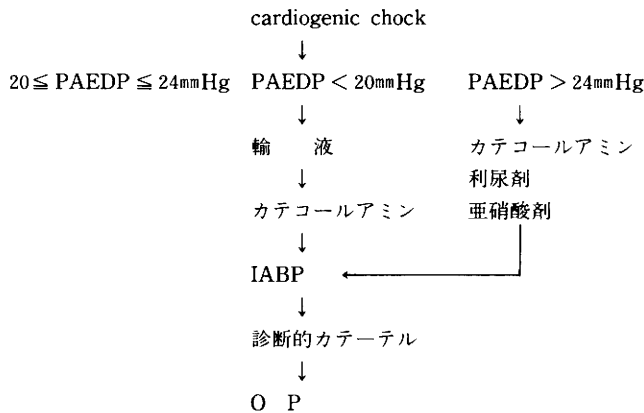 cardiogenic chock
↓
20≦PAEDP≦24mmHg PAEDP<20mmHg PAEDP>24mmHg
↓ ↓
輸 液 カテコールアミン
利尿剤
↓ 亜硝酸剤
カテコールアミン
↓
IABP ←
↓
診断的カテーテル
↓
O P